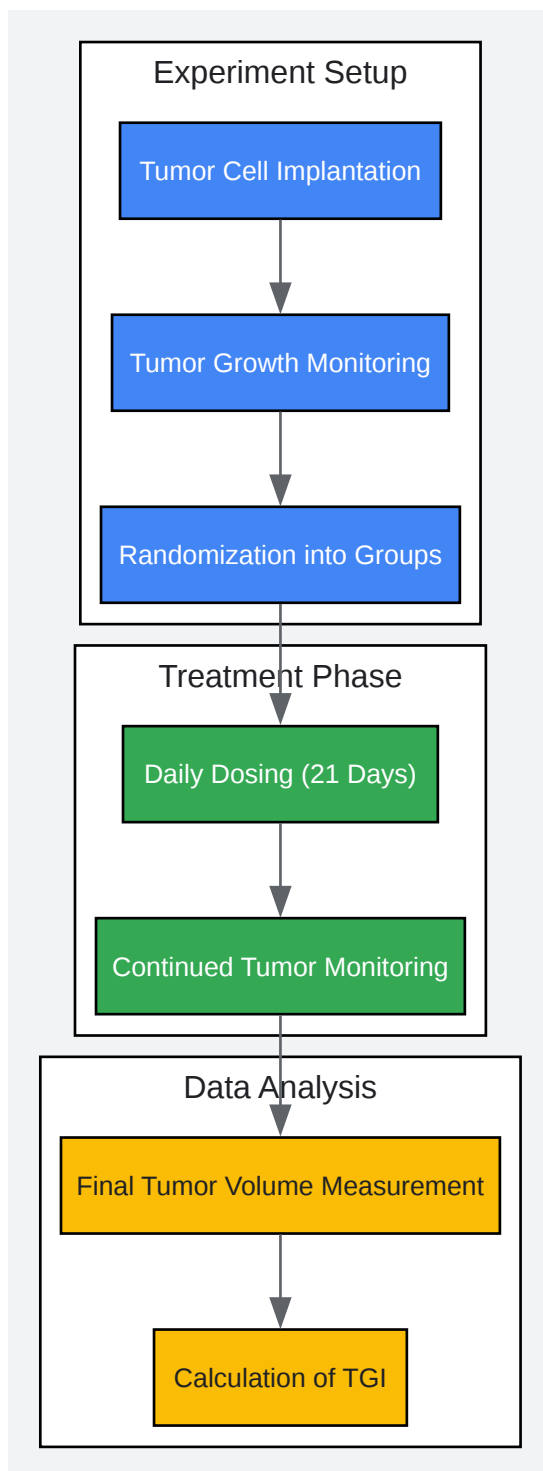 Experiment Setup
Tumor Cell Implantation
Tumor Growth Monitoring
Randomization into Groups
Treatment Phase
Daily Dosing (21 Days)
Continued Tumor Monitoring
Data Analysis
Final Tumor Volume Measurement
Calculation of TGI